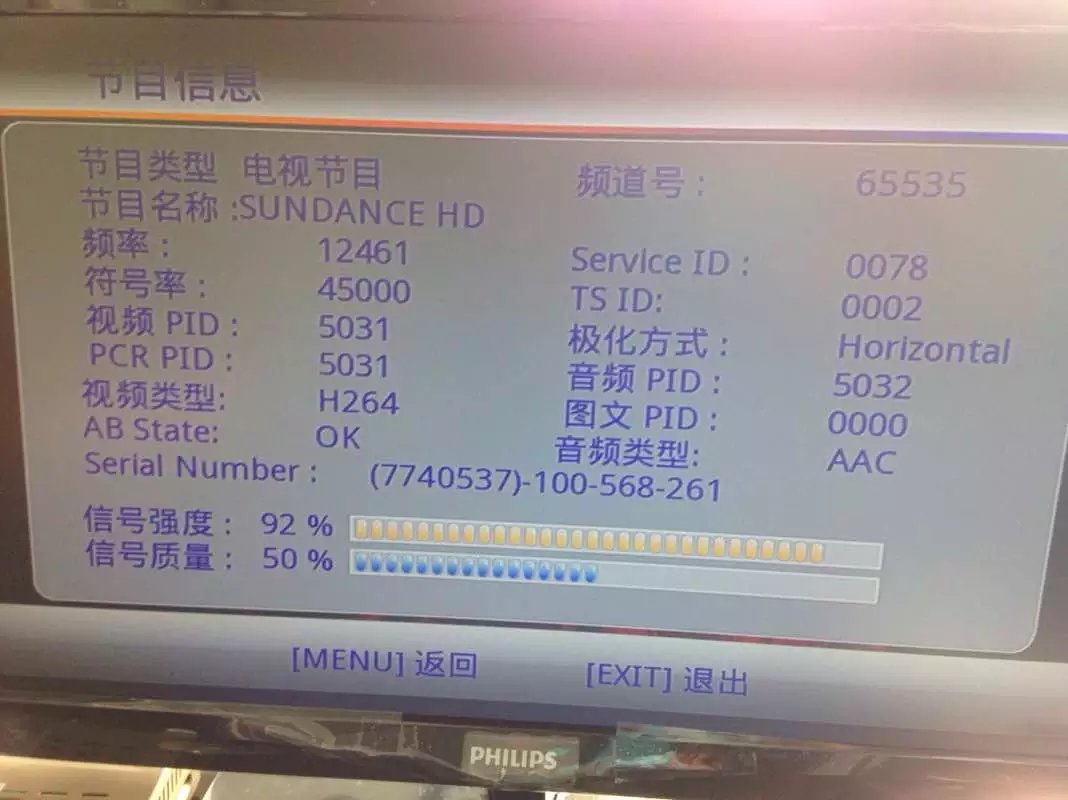 节目信息
节目类型 电视节目 频道号: 65535
节目名称:SUNDANCE HD
频率: 12461 Service ID: 0078
符号率: 45000 TS ID: 0002
视频 PID: 5031 极化方式: Horizontal
PCR PID: 5031 音频 PID: 5032
视频类型: H264 图文 PID: 0000
AB State: OK 音频类型: AAC
Serial Number: (7740537)-100-568-261
信号强度: 92 %
信号质量: 50 %
[MENU] 返回 [EXIT] 退出
PHILIPS